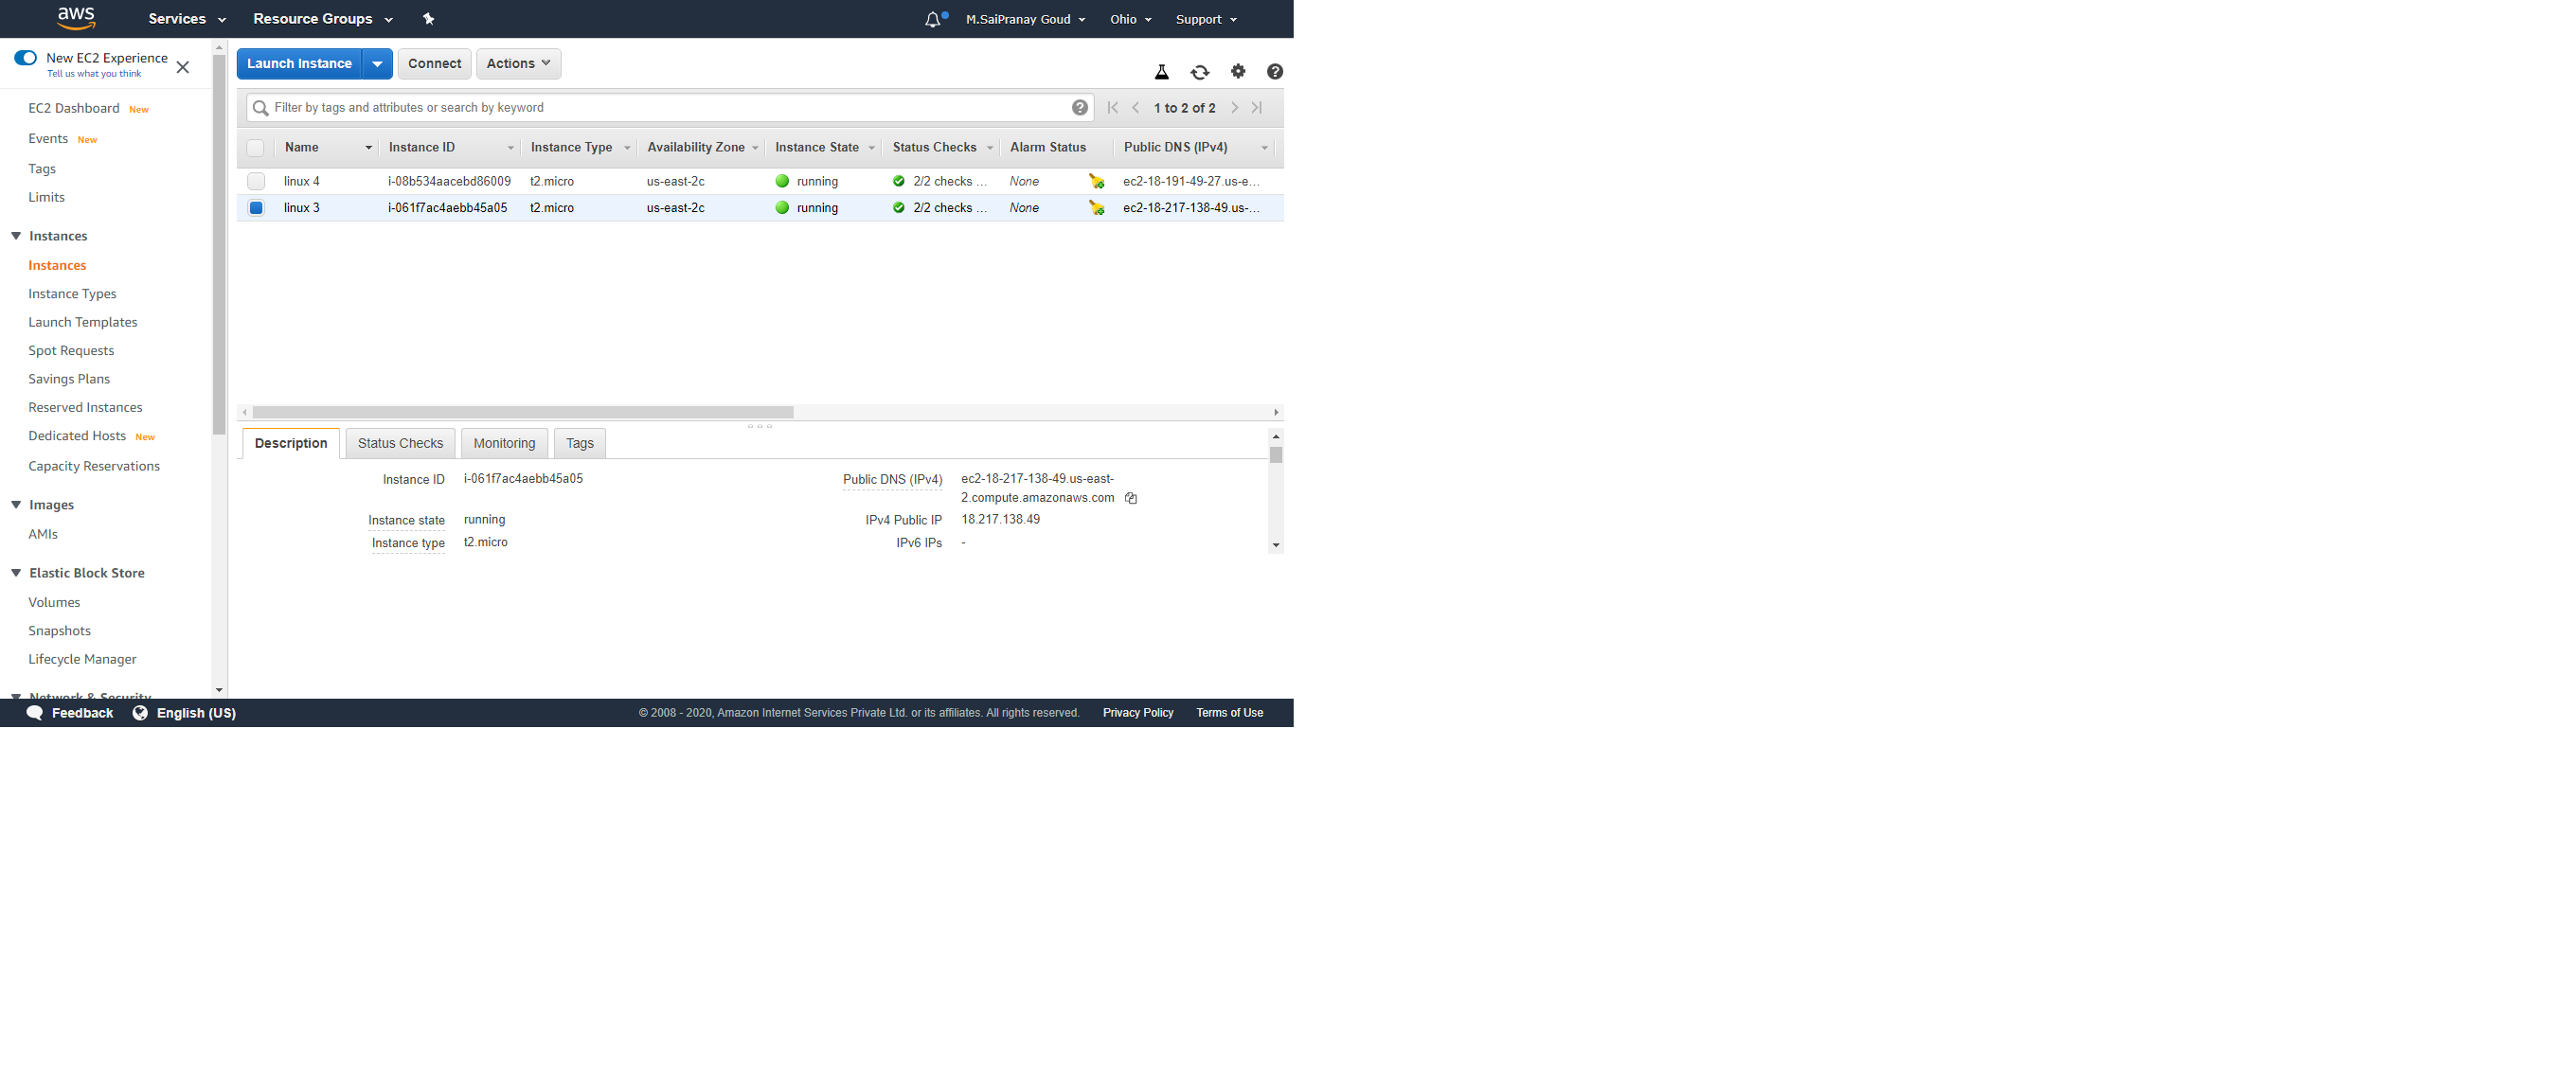 aws Services Resource Groups M.SaiPranay Goud Ohio Support
New EC2 Experience
Tell us what you think
EC2 Dashboard New
Events New
Tags
Limits
Instances
Instances
Instance Types
Launch Templates
Spot Requests
Savings Plans
Reserved Instances
Dedicated Hosts New
Capacity Reservations
Images
AMIs
Elastic Block Store
Volumes
Snapshots
Lifecycle Manager
Network & Security
Launch Instance Connect Actions
Filter by tags and attributes or search by keyword 1 to 2 of 2
Name Instance ID Instance Type Availability Zone Instance State Status Checks Alarm Status Public DNS (IPv4)
linux 4 i-08b534aacebd86009 t2.micro us-east-2c running 2/2 checks ... None ec2-18-191-49-27.us-e...
linux 3 i-061f7ac4aebb45a05 t2.micro us-east-2c running 2/2 checks ... None ec2-18-217-138-49.us-...
Description Status Checks Monitoring Tags
Instance ID i-061f7ac4aebb45a05 Public DNS (IPv4) ec2-18-217-138-49.us-east-
2.compute.amazonaws.com
Instance state running IPv4 Public IP 18.217.138.49
Instance type t2.micro IPv6 IPs -
Feedback English (US) © 2008 - 2020, Amazon Internet Services Private Ltd. or its affiliates. All rights reserved. Privacy Policy Terms of Use